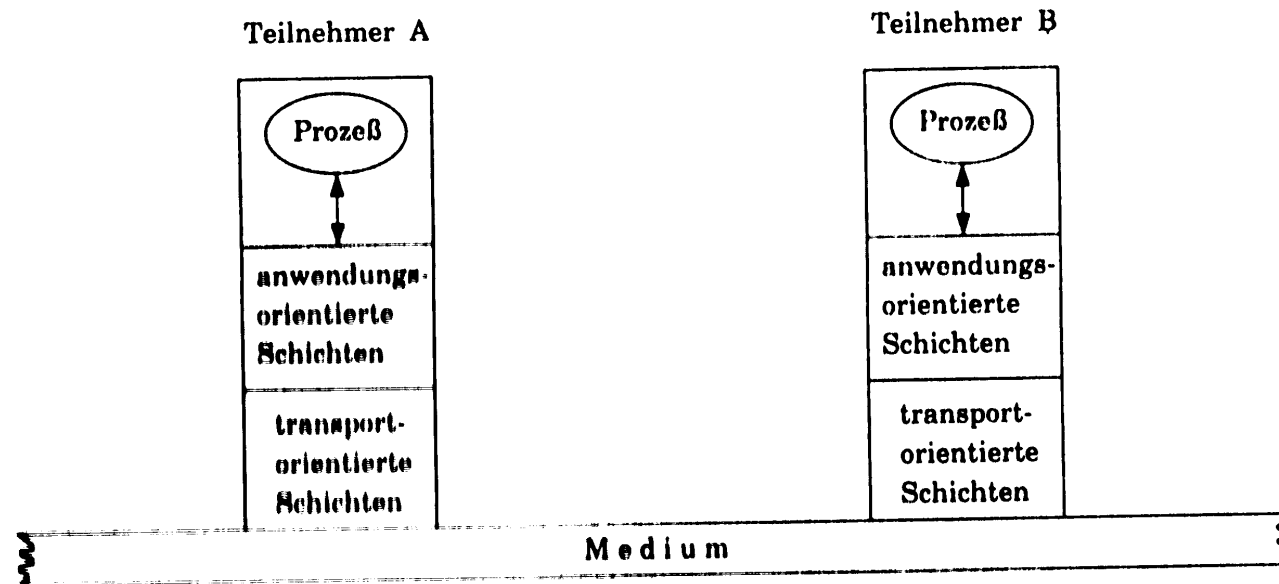 Teilnehmer A
Prozeß
anwendungs-
orientierte
Schichten
transport-
orientierte
Schichten
Teilnehmer B
Prozeß
anwendungs-
orientierte
Schichten
transport-
orientierte
Schichten
Medium